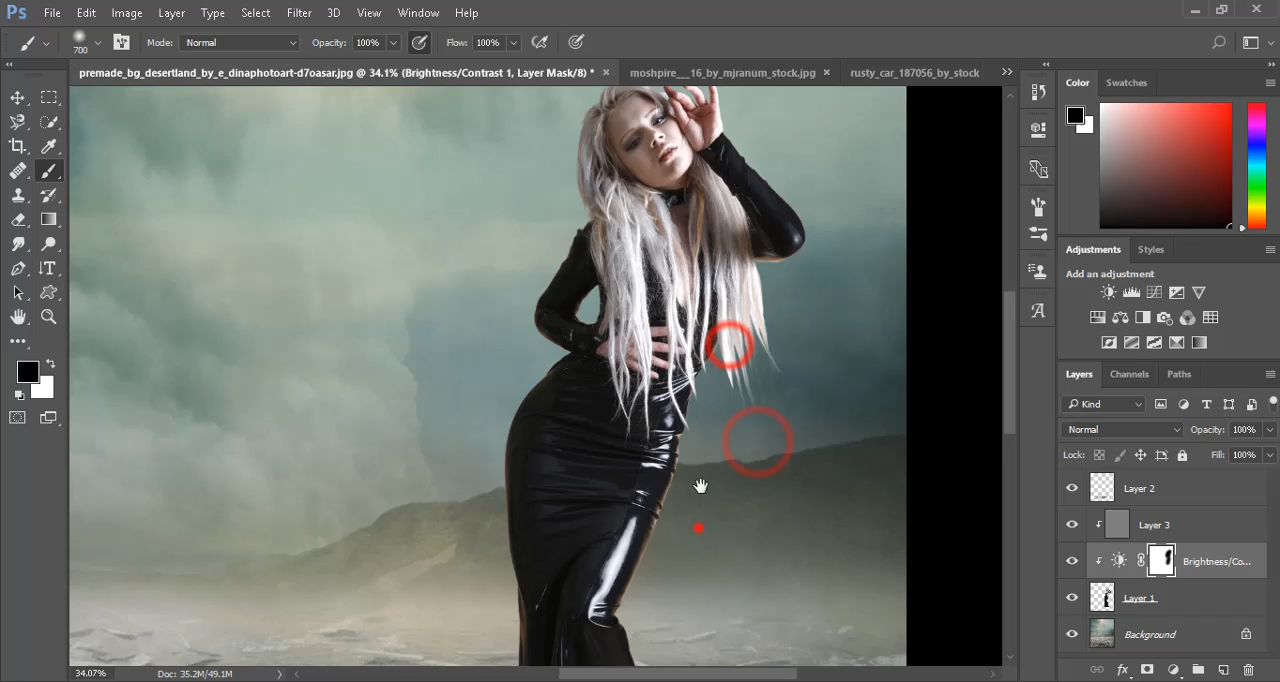 Ps File Edit Image Layer Type Select Filter 3D View Window Help
700 Mode: Normal Opacity: 100% Flow: 100%
premade_bg_desertland_by_e_dinaphotoart-d7oasar.jpg @ 34.1% (Brightness/Contrast 1, Layer Mask/8) * × moshpire___16_by_mjranum_stock.jpg × rusty_car_187056_by_stock
Color Swatches
Adjustments Styles
Add an adjustment
Layers Channels Paths
Kind
Normal Opacity: 100%
Lock: Fill: 100%
Layer 2
Layer 3
Brightness/Co...
Layer 1
Background
34.07% Doc: 35.2M/49.1M